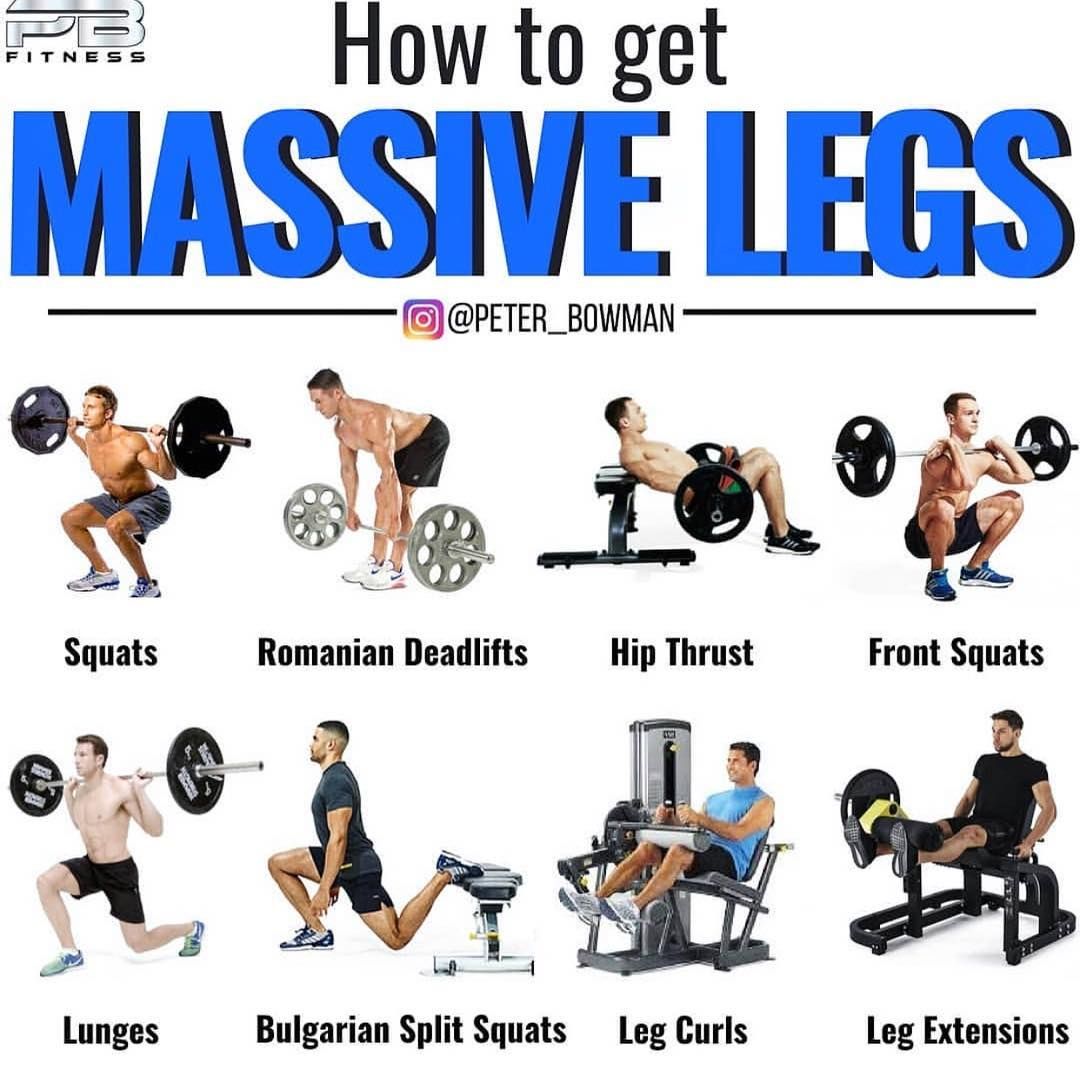 PB
FITNESS
How to get
MASSIVE LEGS
@PETER_BOWMAN
Squats
Romanian Deadlifts
Hip Thrust
Front Squats
Lunges
Bulgarian Split Squats
Leg Curls
Leg Extensions